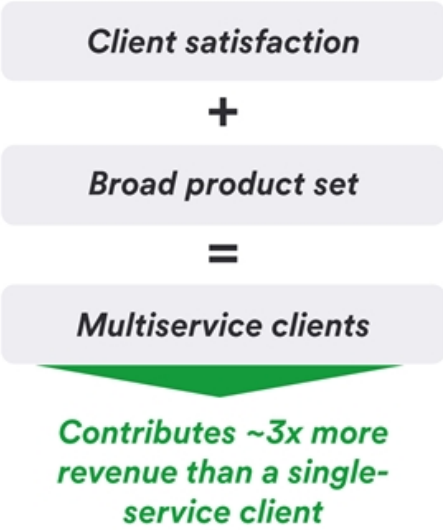 Client satisfaction
+
Broad product set
=
Multiservice clients
Contributes ~3x more
revenue than a single-
service client